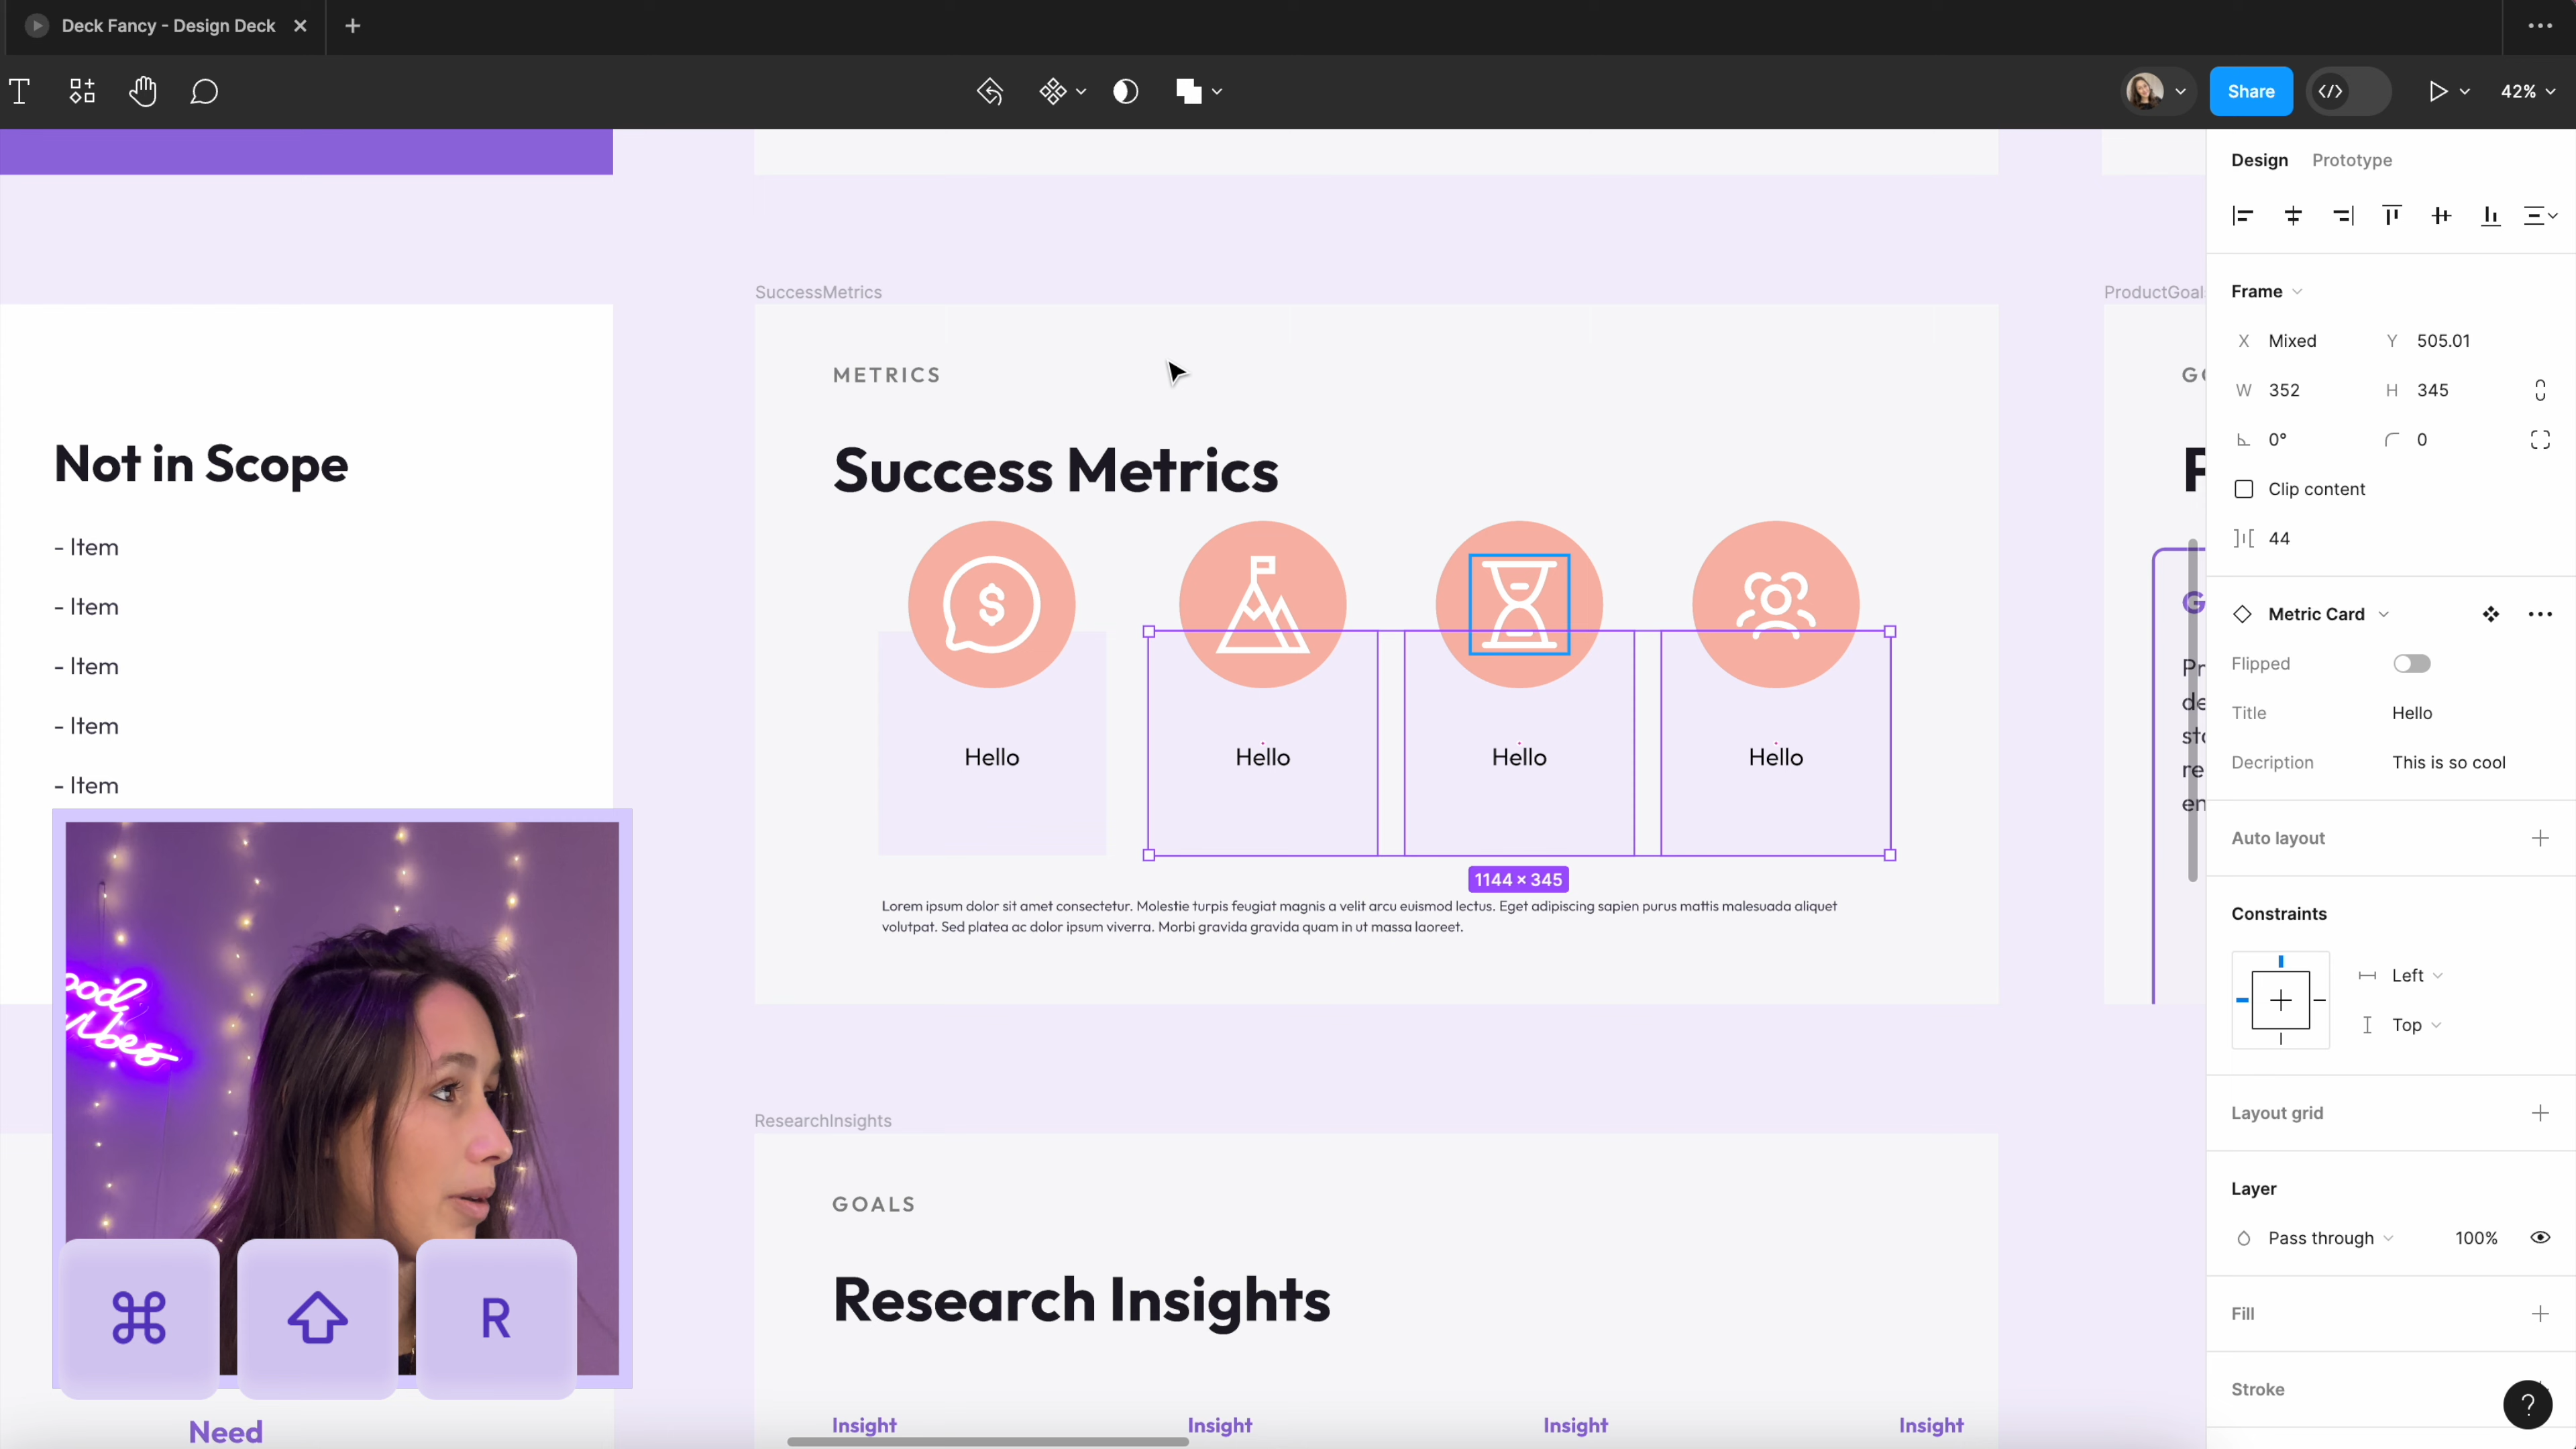 Deck Fancy - Design Deck
Share
42%
Design
Prototype
Frame
X Mixed
Y 505.01
W 352
H 345
0°
0
Clip content
44
Metric Card
Flipped
Title Hello
Decription This is so cool
Auto layout
Constraints
Left
Top
Layout grid
Layer
Pass through 100%
Fill
Stroke
?
Not in Scope
- Item
- Item
- Item
- Item
- Item
good
vibes
⌘ ⇧ R
Need
SuccessMetrics
METRICS
Success Metrics
$
Hello
Hello
Hello
Hello
1144 × 345
Lorem ipsum dolor sit amet consectetur. Molestie turpis feugiat magnis a velit arcu euismod lectus. Eget adipiscing sapien purus mattis malesuada aliquet
volutpat. Sed platea ac dolor ipsum viverra. Morbi gravida gravida quam in ut massa laoreet.
ResearchInsights
GOALS
Research Insights
Insight
Insight
Insight
Insight
ProductGoal